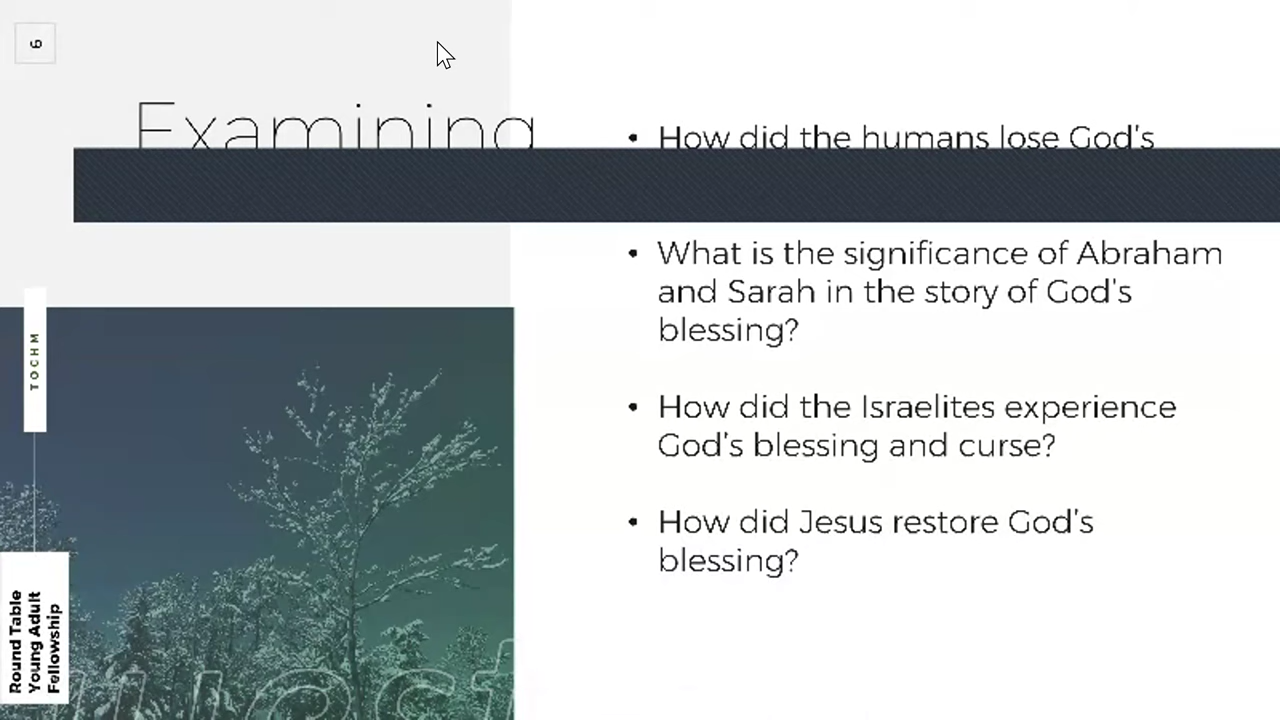 6
Examining
• How did the humans lose God's
• What is the significance of Abraham
and Sarah in the story of God's
blessing?
• How did the Israelites experience
God's blessing and curse?
• How did Jesus restore God's
blessing?
TOCHM
Round Table
Young Adult
Fellowship